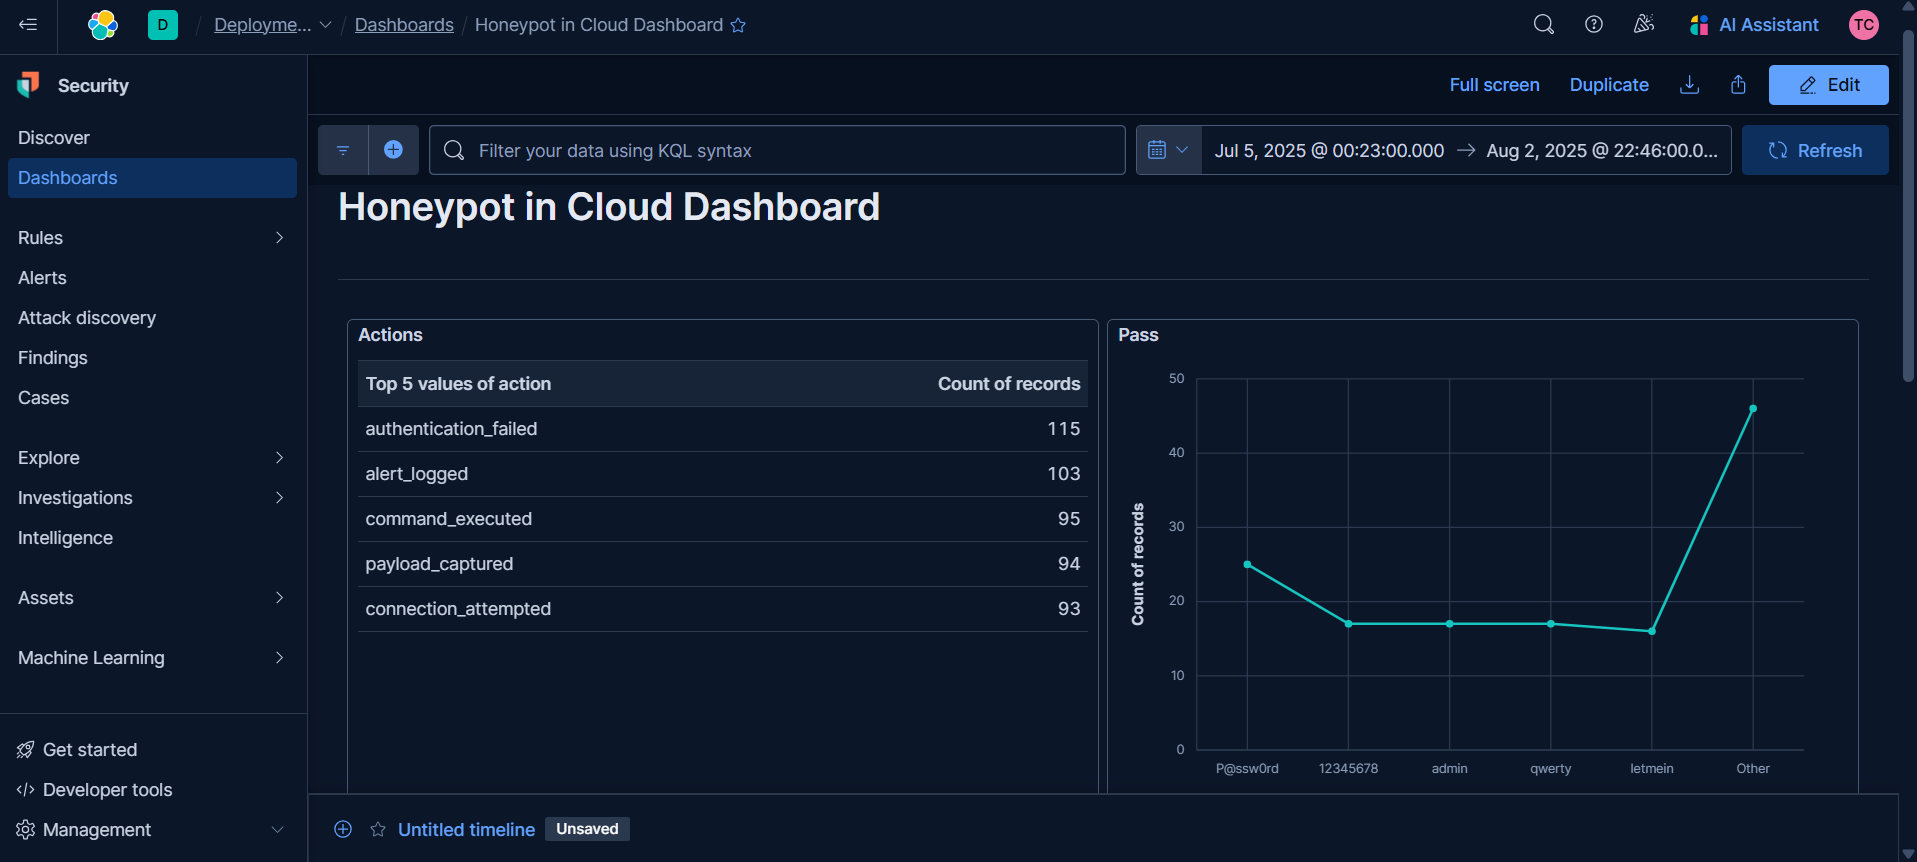 D / Deployme... / Dashboards / Honeypot in Cloud Dashboard
AI Assistant TC
Security
Discover
Dashboards
Rules
Alerts
Attack discovery
Findings
Cases
Explore
Investigations
Intelligence
Assets
Machine Learning
Get started
Developer tools
Management
Full screen Duplicate Edit
Filter your data using KQL syntax
Jul 5, 2025 @ 00:23:00.000 → Aug 2, 2025 @ 22:46:00.0...
Refresh
Honeypot in Cloud Dashboard
Actions
Top 5 values of action Count of records
authentication_failed 115
alert_logged 103
command_executed 95
payload_captured 94
connection_attempted 93
Pass
Count of records
50
40
30
20
10
0
P@ssw0rd 12345678 admin qwerty letmein Other
Untitled timeline Unsaved